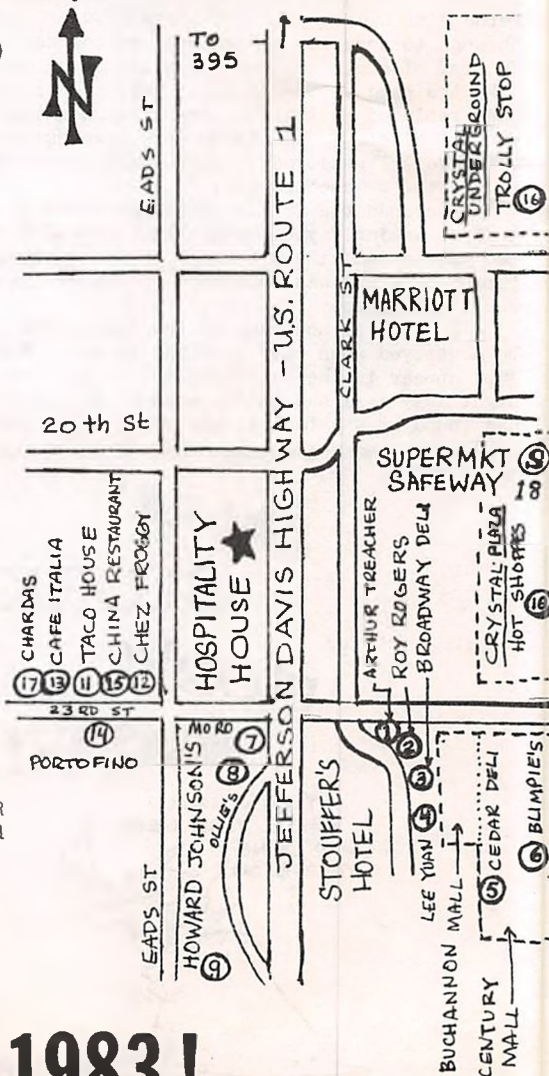 N
TO
395
EADS ST
JEFFERSON DAVIS HIGHWAY - U.S. ROUTE 1
CLARK ST
CRYSTAL
UNDERGROUND
TROLLY STOP
16
MARRIOTT
HOTEL
20th St
SUPERMKT 9
SAFEWAY
18
CRYSTAL PLAZA
HOT SHOPPES
10
CHARDAS
CAFE ITALIA
TACO HOUSE
CHINA RESTAURANT
CHEZ FROGGY
17 13 11 15 12
HOSPITALITY
HOUSE
ARTHUR TREACHER
ROY ROGERS
BROADWAY DELI
23RD ST
14
PORTOFINO
MORD
7
8
OLLIE'S
HOWARD JOHNSON'S
9
EADS ST
STOUFFER'S
HOTEL
1
2
3
4
LEE YUAN
5 CEDAR DELI
6 BLIMPIE'S
BUCHANNON MALL
CENTURY
MALL
1983!